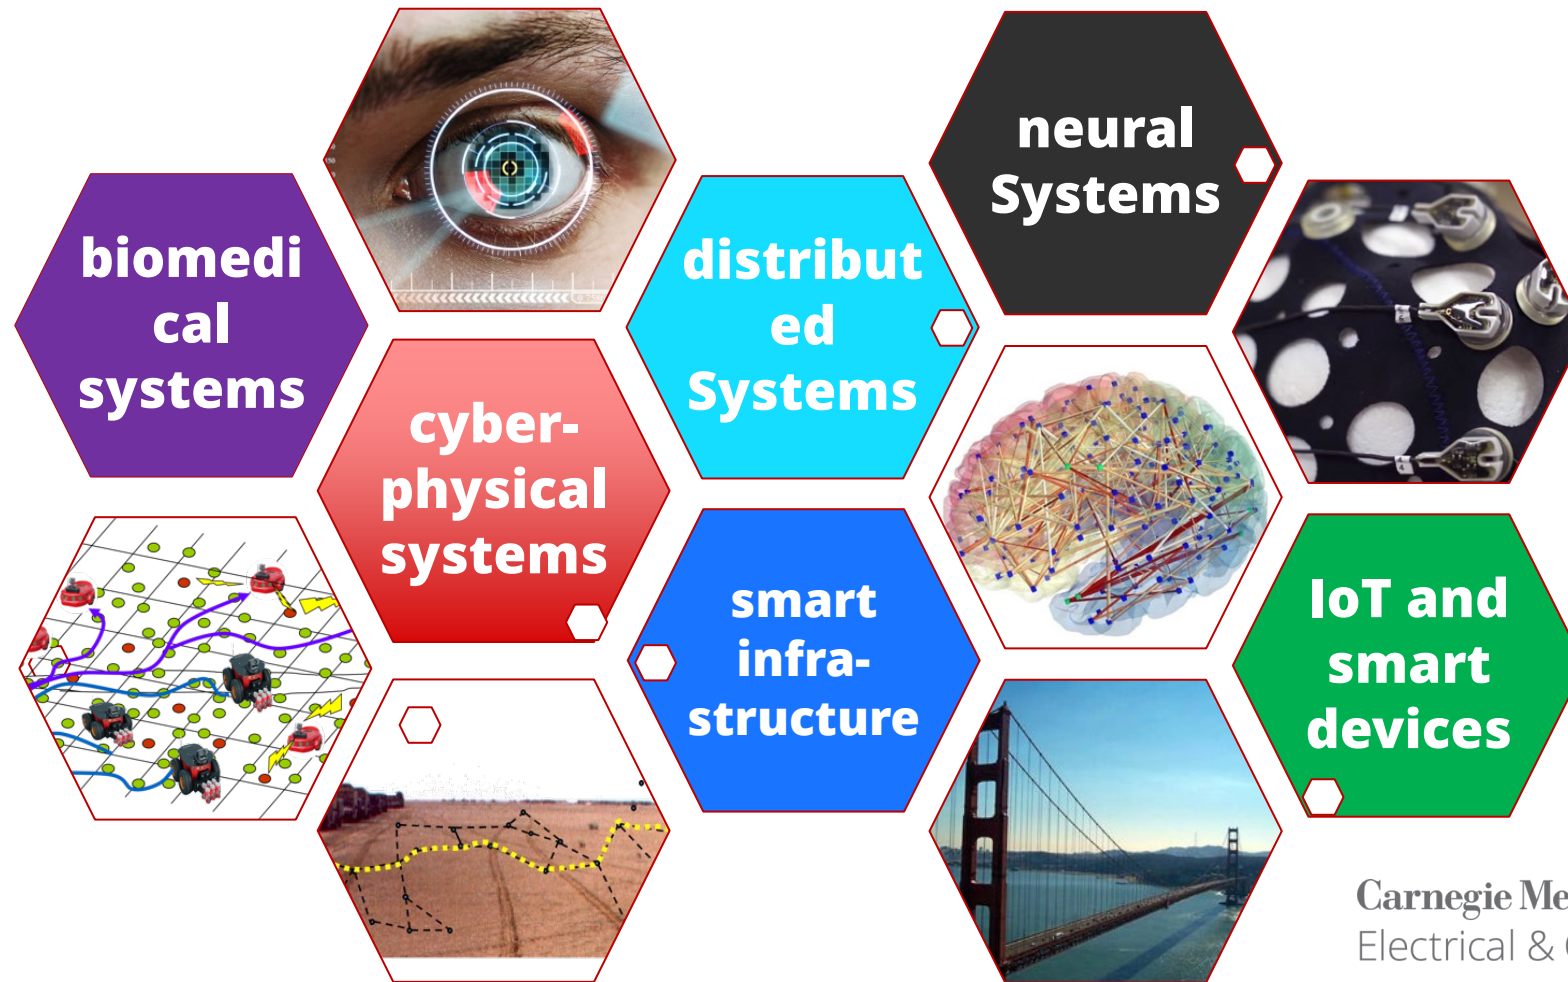 biomedi
cal
systems
cyber-
physical
systems
distribut
ed
Systems
smart
infra-
structure
neural
Systems
IoT and
smart
devices
Carnegie Me
Electrical &